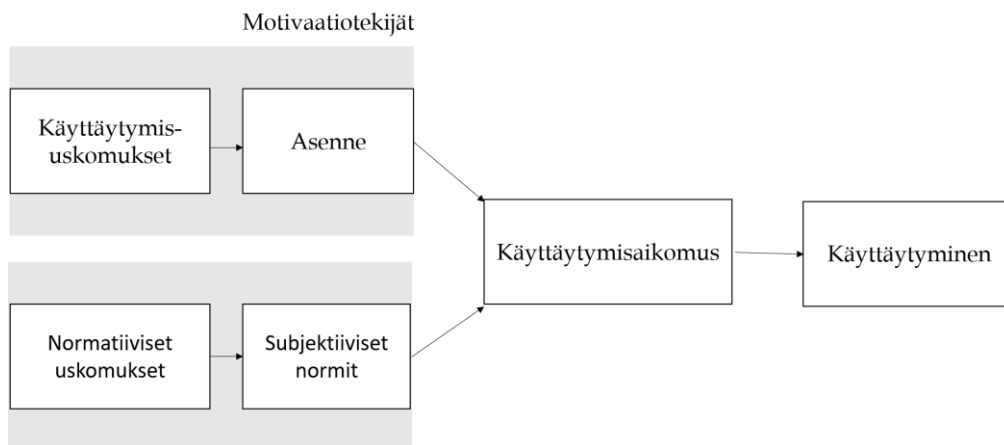 Motivaatiotekijät
Käyttäytymis-
uskomukset
Asenne
Käyttäytymisaikomus
Käyttäytyminen
Normatiiviset
uskomukset
Subjektiiviset
normit